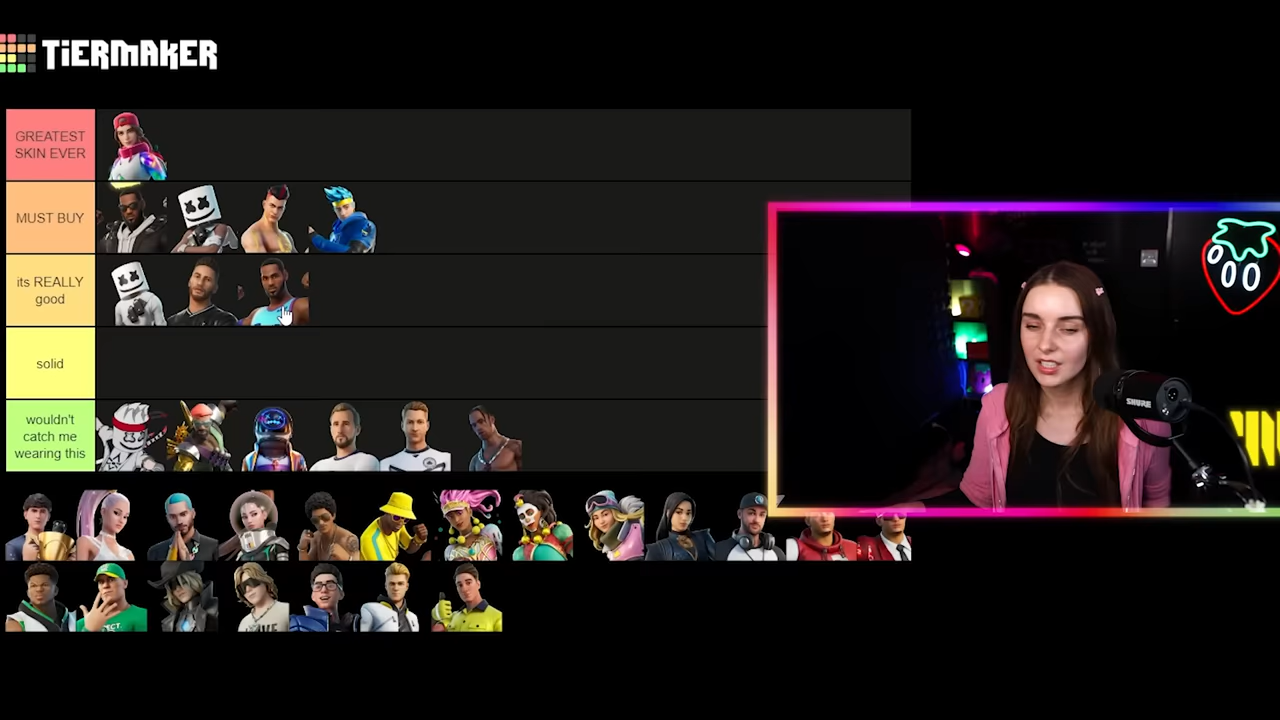 TiERMAKER
GREATEST
SKIN EVER
MUST BUY
its REALLY
good
solid
wouldn't
catch me
wearing this
SHURE